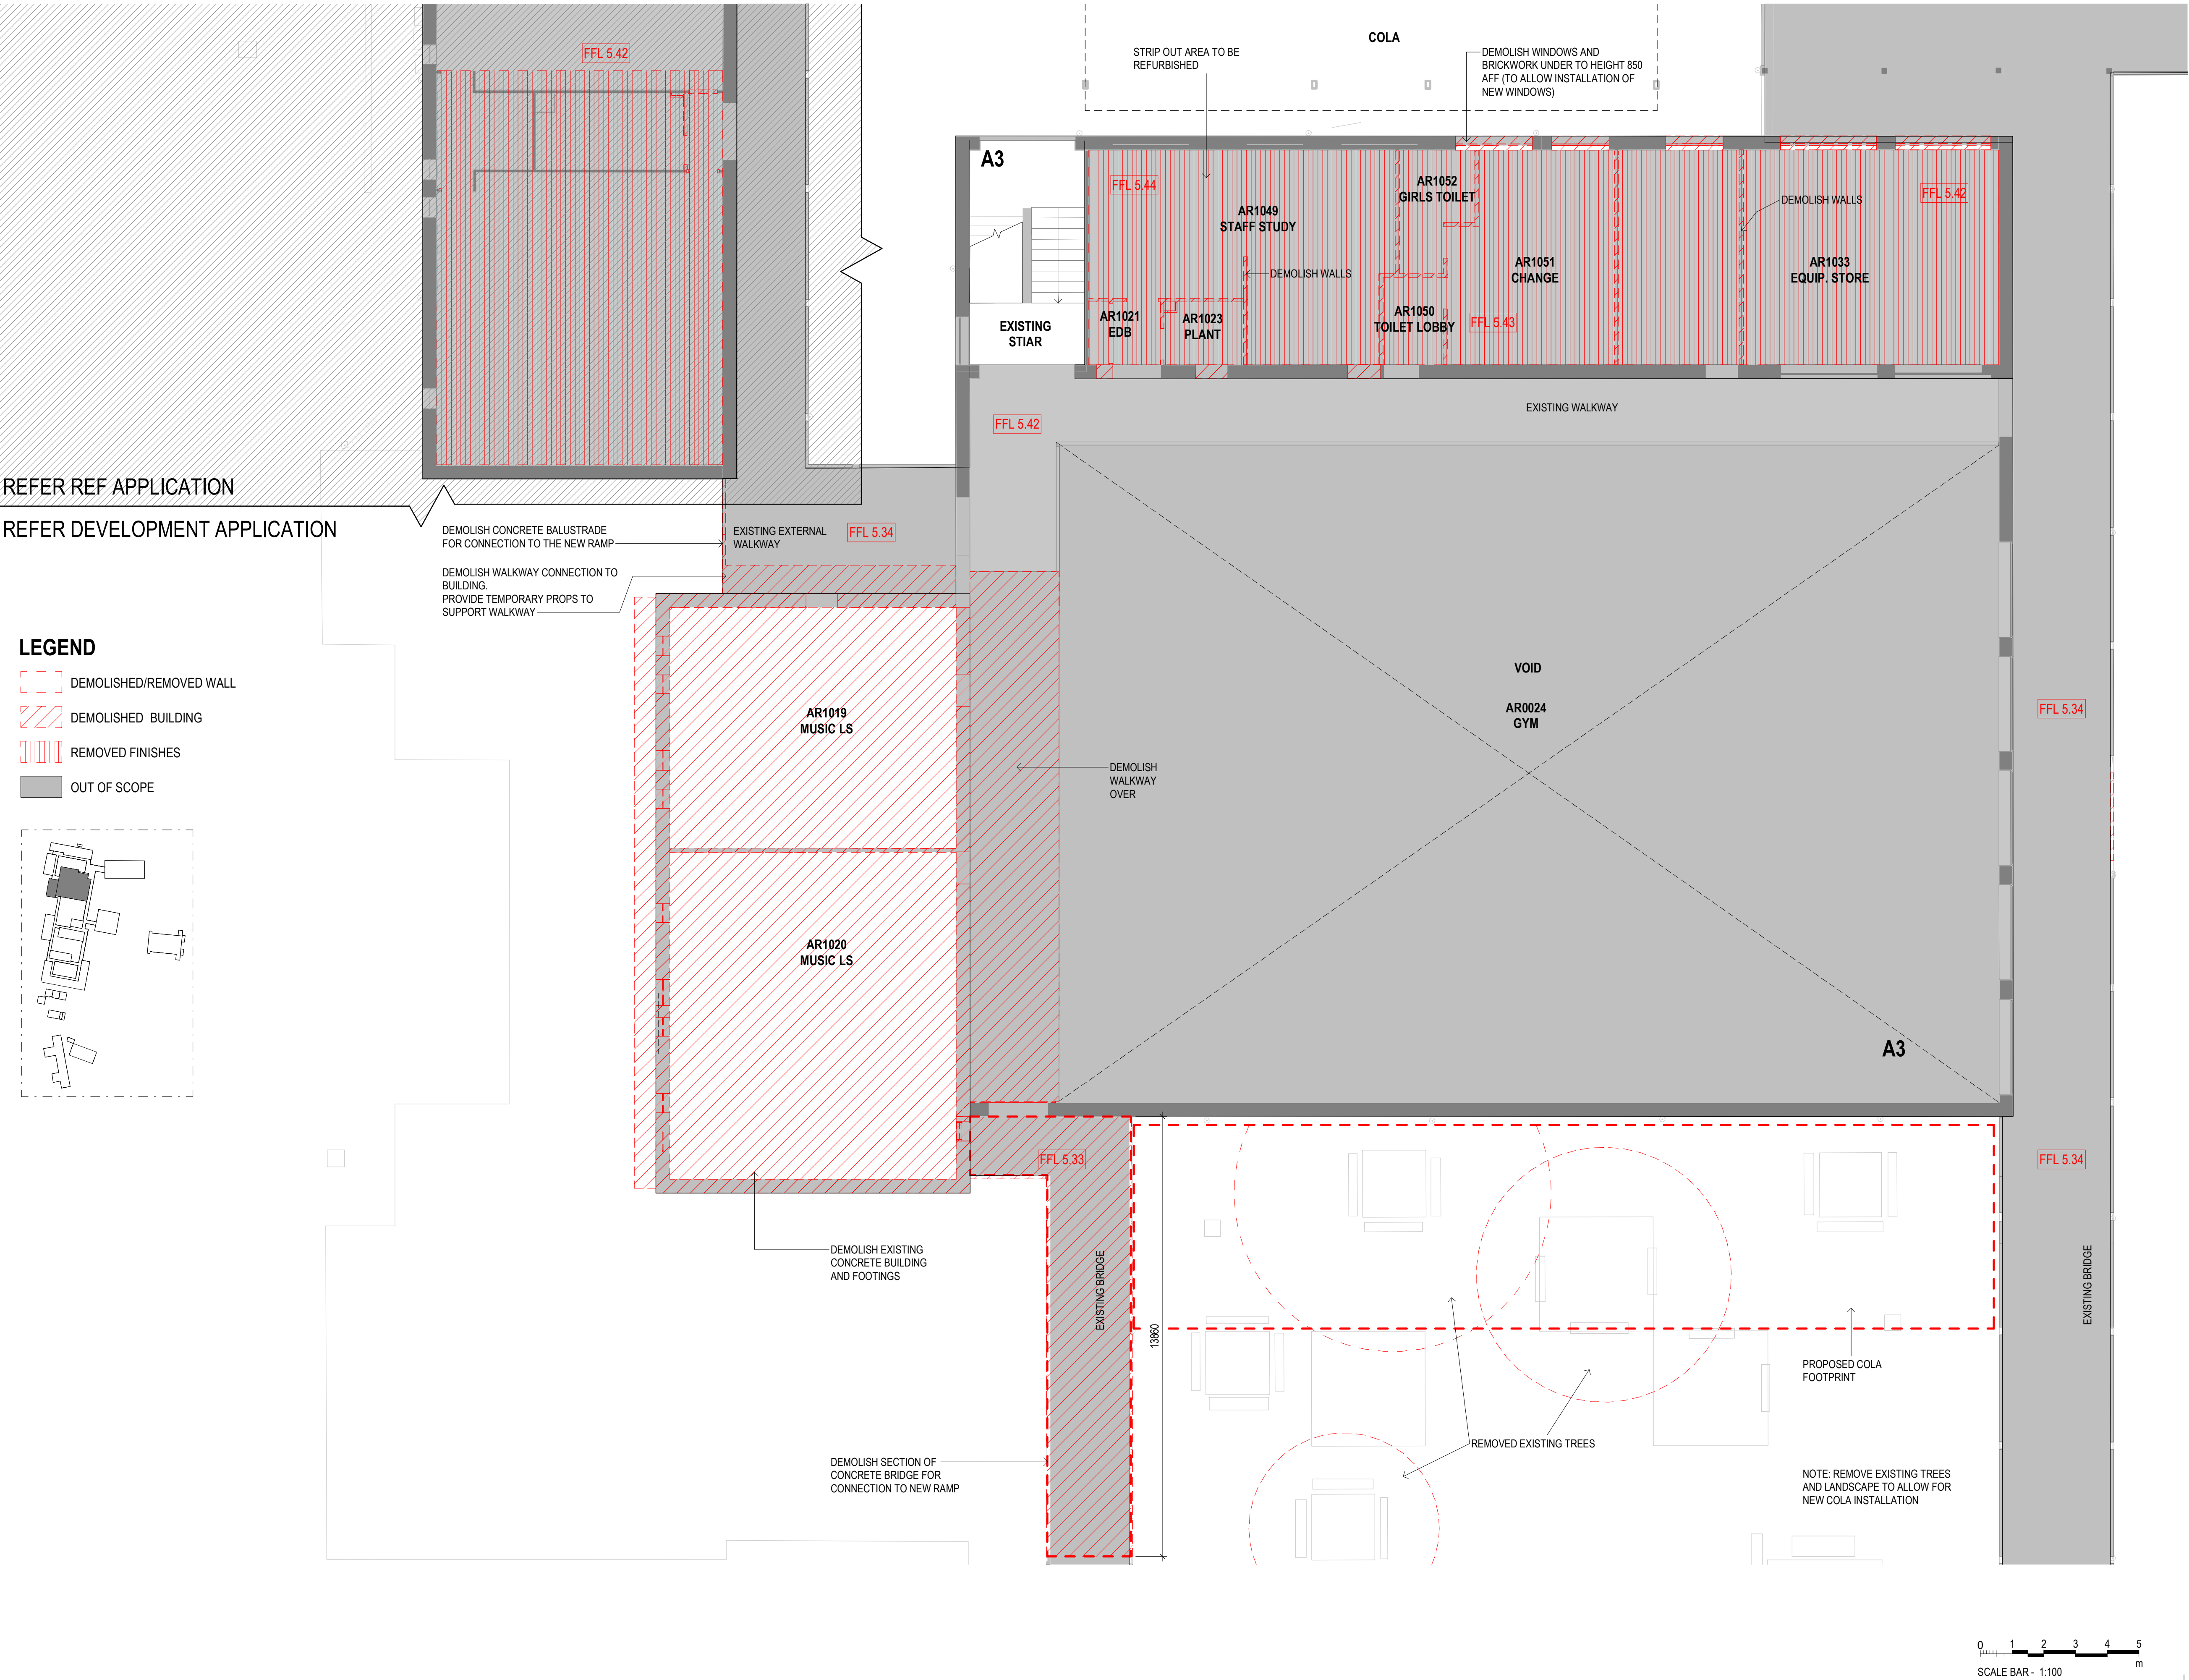 COLA
FFL 5.42
STRIP OUT AREA TO BE
REFURBISHED
DEMOLISH WINDOWS AND
BRICKWORK UNDER TO HEIGHT 850
AFF (TO ALLOW INSTALLATION OF
NEW WINDOWS)
A3
FFL 5.44
AR1052
GIRLS TOILET
FFL 5.42
DEMOLISH WALLS
AR1049
STAFF STUDY
DEMOLISH WALLS
AR1051
CHANGE
AR1033
EQUIP. STORE
EXISTING
STIAR
AR1021
EDB
AR1023
PLANT
AR1050
TOILET LOBBY
FFL 5.43
EXISTING WALKWAY
FFL 5.42
REFER REF APPLICATION
REFER DEVELOPMENT APPLICATION
DEMOLISH CONCRETE BALUSTRADE
FOR CONNECTION TO THE NEW RAMP
EXISTING EXTERNAL
WALKWAY
FFL 5.34
DEMOLISH WALKWAY CONNECTION TO
BUILDING.
PROVIDE TEMPORARY PROPS TO
SUPPORT WALKWAY
LEGEND
DEMOLISHED/REMOVED WALL
DEMOLISHED BUILDING
REMOVED FINISHES
OUT OF SCOPE
AR1019
MUSIC LS
VOID
AR0024
GYM
FFL 5.34
DEMOLISH
WALKWAY
OVER
AR1020
MUSIC LS
A3
FFL 5.33
FFL 5.34
DEMOLISH EXISTING
CONCRETE BUILDING
AND FOOTINGS
EXISTING BRIDGE
13860
EXISTING BRIDGE
PROPOSED COLA
FOOTPRINT
REMOVED EXISTING TREES
DEMOLISH SECTION OF
CONCRETE BRIDGE FOR
CONNECTION TO NEW RAMP
NOTE: REMOVE EXISTING TREES
AND LANDSCAPE TO ALLOW FOR
NEW COLA INSTALLATION
0 1 2 3 4 5
m
SCALE BAR - 1:100